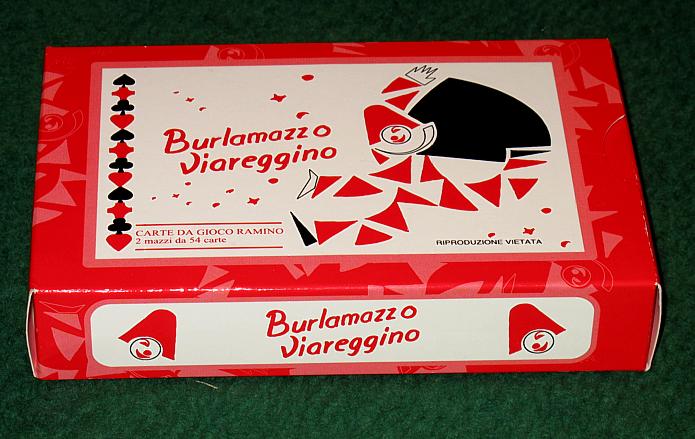 Burlamazzo
Viareggino
CARTE DA GIOCO RAMINO
2 mazzi da 54 carte
RIPRODUZIONE VIETATA
Burlamazzo
Viareggino